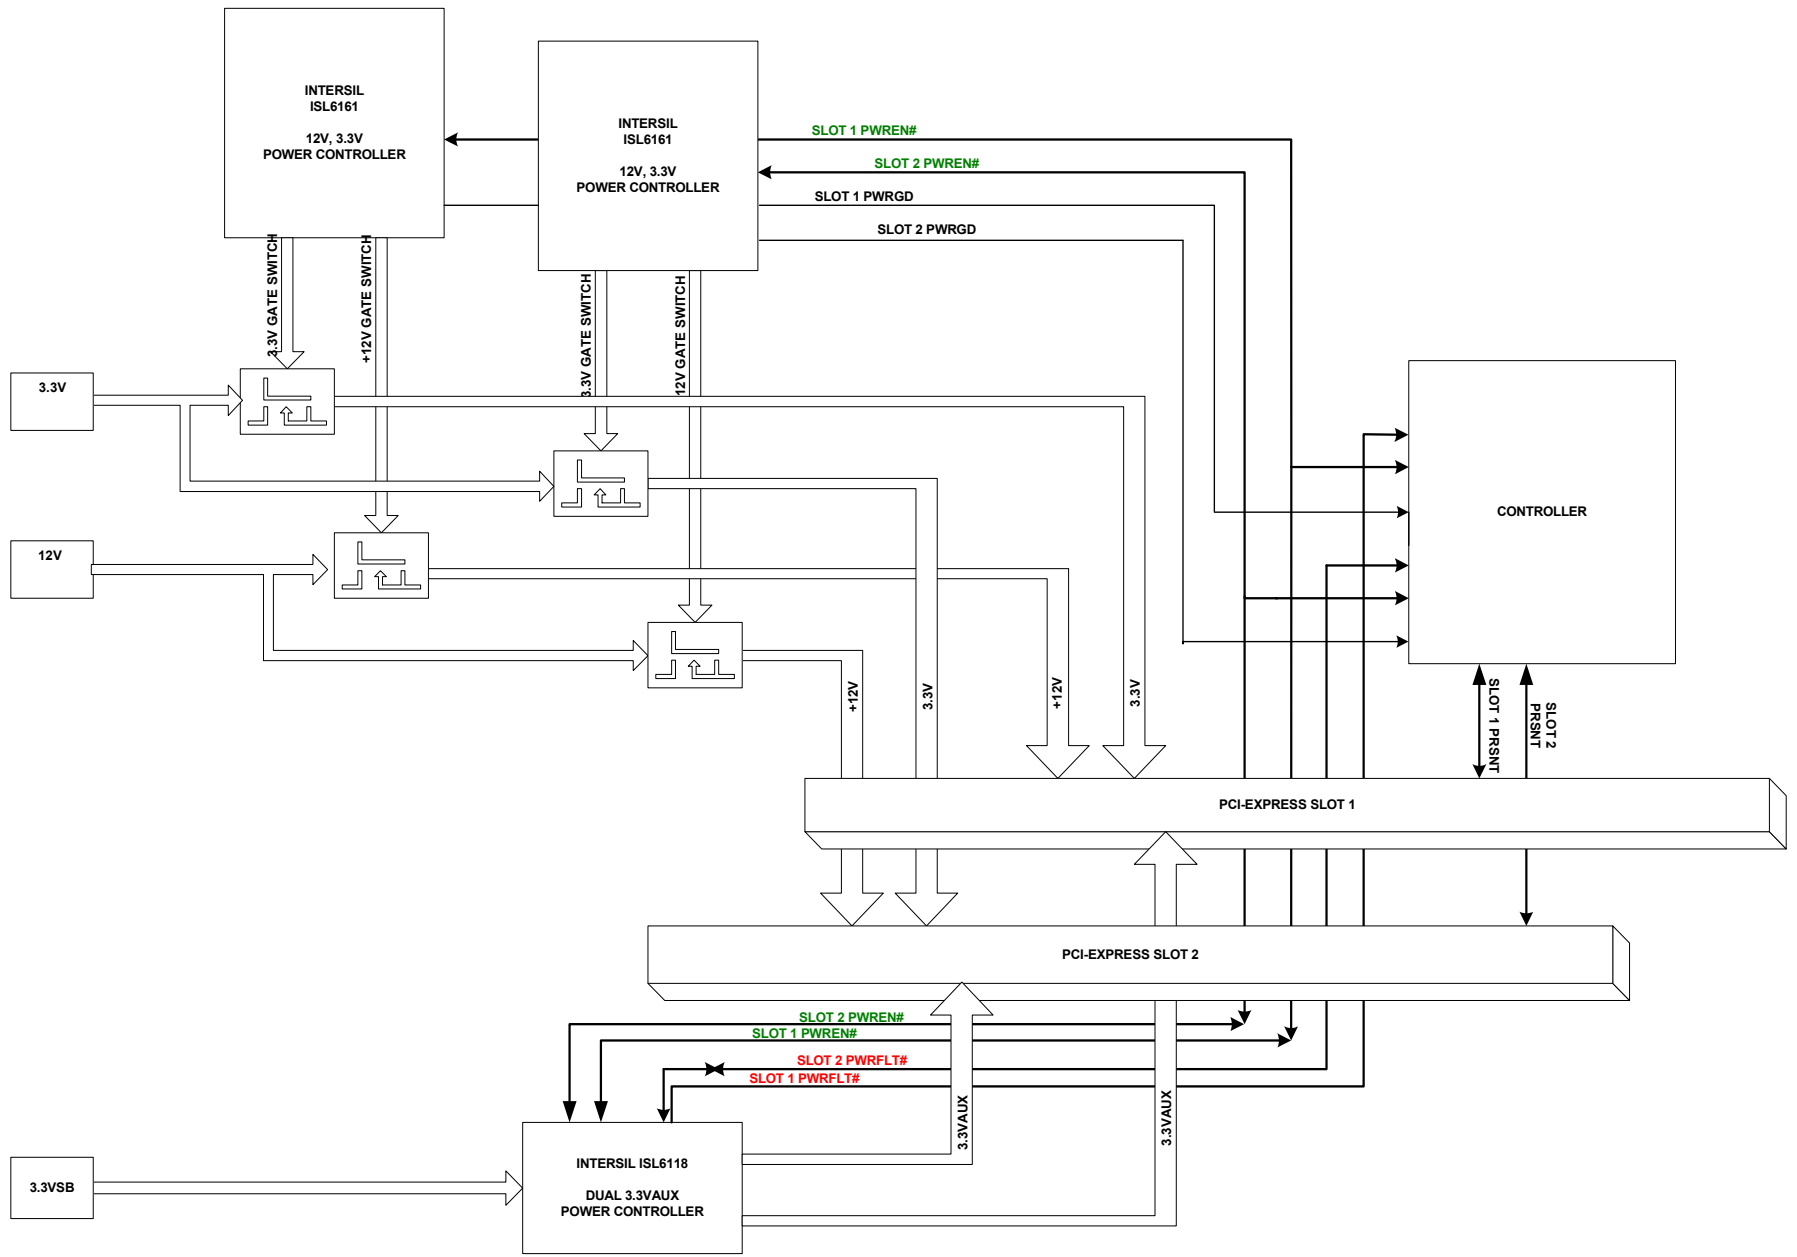 INTERSIL
ISL6161
12V, 3.3V
POWER CONTROLLER
INTERSIL
ISL6161
12V, 3.3V
POWER CONTROLLER
SLOT 1 PWREN#
SLOT 2 PWREN#
SLOT 1 PWRGD
SLOT 2 PWRGD
3.3V GATE SWITCH
+12V GATE SWITCH
3.3V GATE SWITCH
12V GATE SWITCH
3.3V
12V
CONTROLLER
+12V
3.3V
+12V
3.3V
SLOT 1 PRSNT
SLOT 2
PRSNT
PCI-EXPRESS SLOT 1
PCI-EXPRESS SLOT 2
SLOT 2 PWREN#
SLOT 1 PWREN#
SLOT 2 PWRFLT#
SLOT 1 PWRFLT#
3.3VAUX
3.3VAUX
3.3VSB
INTERSIL ISL6118
DUAL 3.3VAUX
POWER CONTROLLER